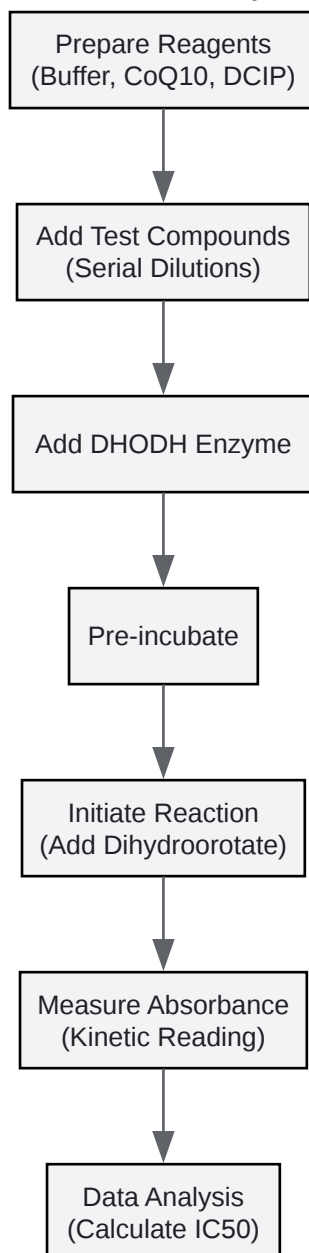 Prepare Reagents
(Buffer, CoQ10, DCIP)
Add Test Compounds
(Serial Dilutions)
Add DHODH Enzyme
Pre-incubate
Initiate Reaction
(Add Dihydroorotate)
Measure Absorbance
(Kinetic Reading)
Data Analysis
(Calculate IC50)